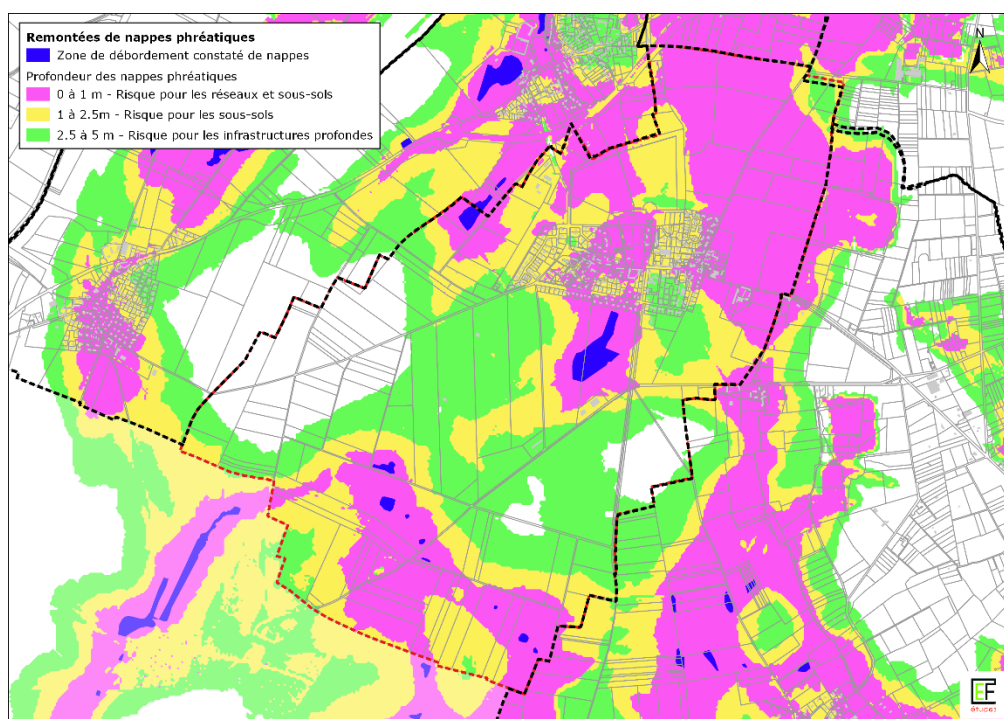 Remontées de nappes phréatiques
Zone de débordement constaté de nappes
Profondeur des nappes phréatiques
0 à 1 m - Risque pour les réseaux et sous-sols
1 à 2.5m - Risque pour les sous-sols
2.5 à 5 m - Risque pour les infrastructures profondes
N
EF
études